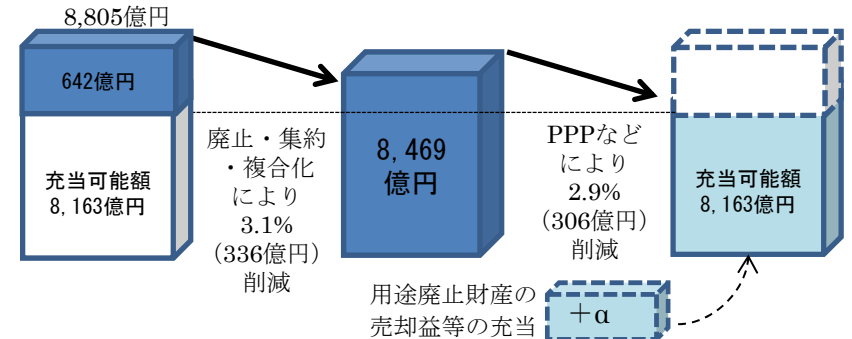 8,805億円
642億円
充当可能額
8,163億円
廃止・集約
・複合化
により
3.1%
（336億円）
削減
8,469
億円
PPPなど
により
2.9%
（306億円）
削減
充当可能額
8,163億円
用途廃止財産の
売却益等の充当
＋α